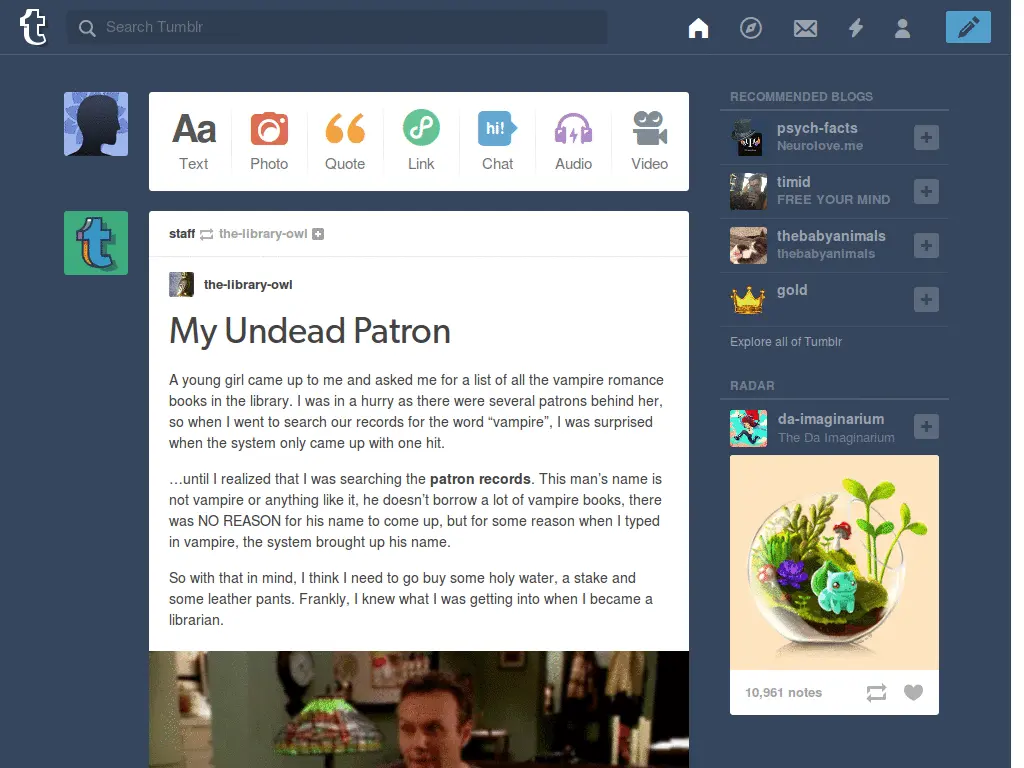 Search Tumblr
Aa
Text
Photo
Quote
Link
hi!
Chat
Audio
Video
staff the-library-owl
the-library-owl
My Undead Patron
A young girl came up to me and asked me for a list of all the vampire romance
books in the library. I was in a hurry as there were several patrons behind her,
so when I went to search our records for the word “vampire”, I was surprised
when the system only came up with one hit.
…until I realized that I was searching the patron records. This man’s name is
not vampire or anything like it, he doesn’t borrow a lot of vampire books, there
was NO REASON for his name to come up, but for some reason when I typed
in vampire, the system brought up his name.
So with that in mind, I think I need to go buy some holy water, a stake and
some leather pants. Frankly, I knew what I was getting into when I became a
librarian.
RECOMMENDED BLOGS
psych-facts
Neurolove.me
timid
FREE YOUR MIND
thebabyanimals
thebabyanimals
gold
Explore all of Tumblr
RADAR
da-imaginarium
The Da Imaginarium
10,961 notes